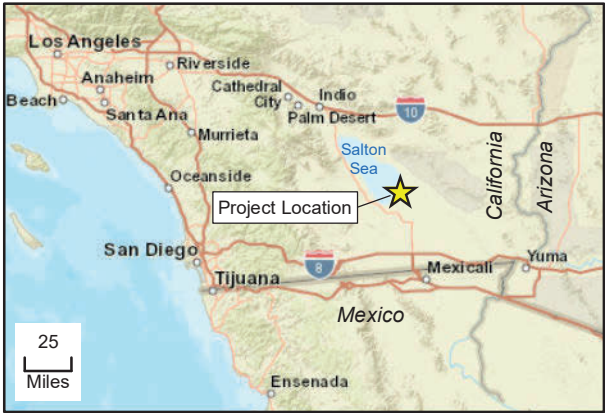 Los Angeles
Riverside
Anaheim
Cathedral
City
Indio
Beach
Santa Ana
Palm Desert
10
Murrieta
Salton
Sea
California
Arizona
Oceanside
Project Location
San Diego
8
Yuma
Tijuana
Mexicali
Mexico
25
Miles
Ensenada